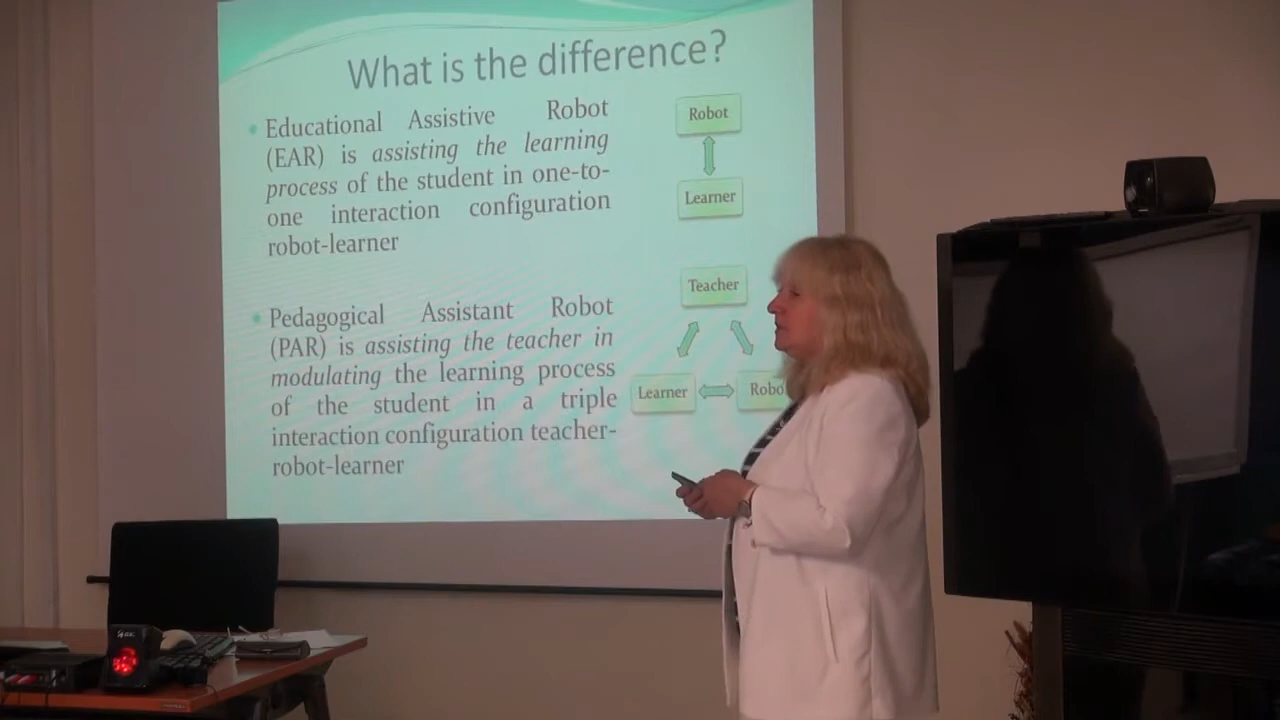 What is the difference?
Educational Assistive Robot
(EAR) is assisting the learning
process of the student in one-to-
one interaction configuration
robot-learner
Robot
Learner
Pedagogical Assistant Robot
(PAR) is assisting the teacher in
modulating the learning process
of the student in a triple
interaction configuration teacher-
robot-learner
Teacher
Learner
Robo